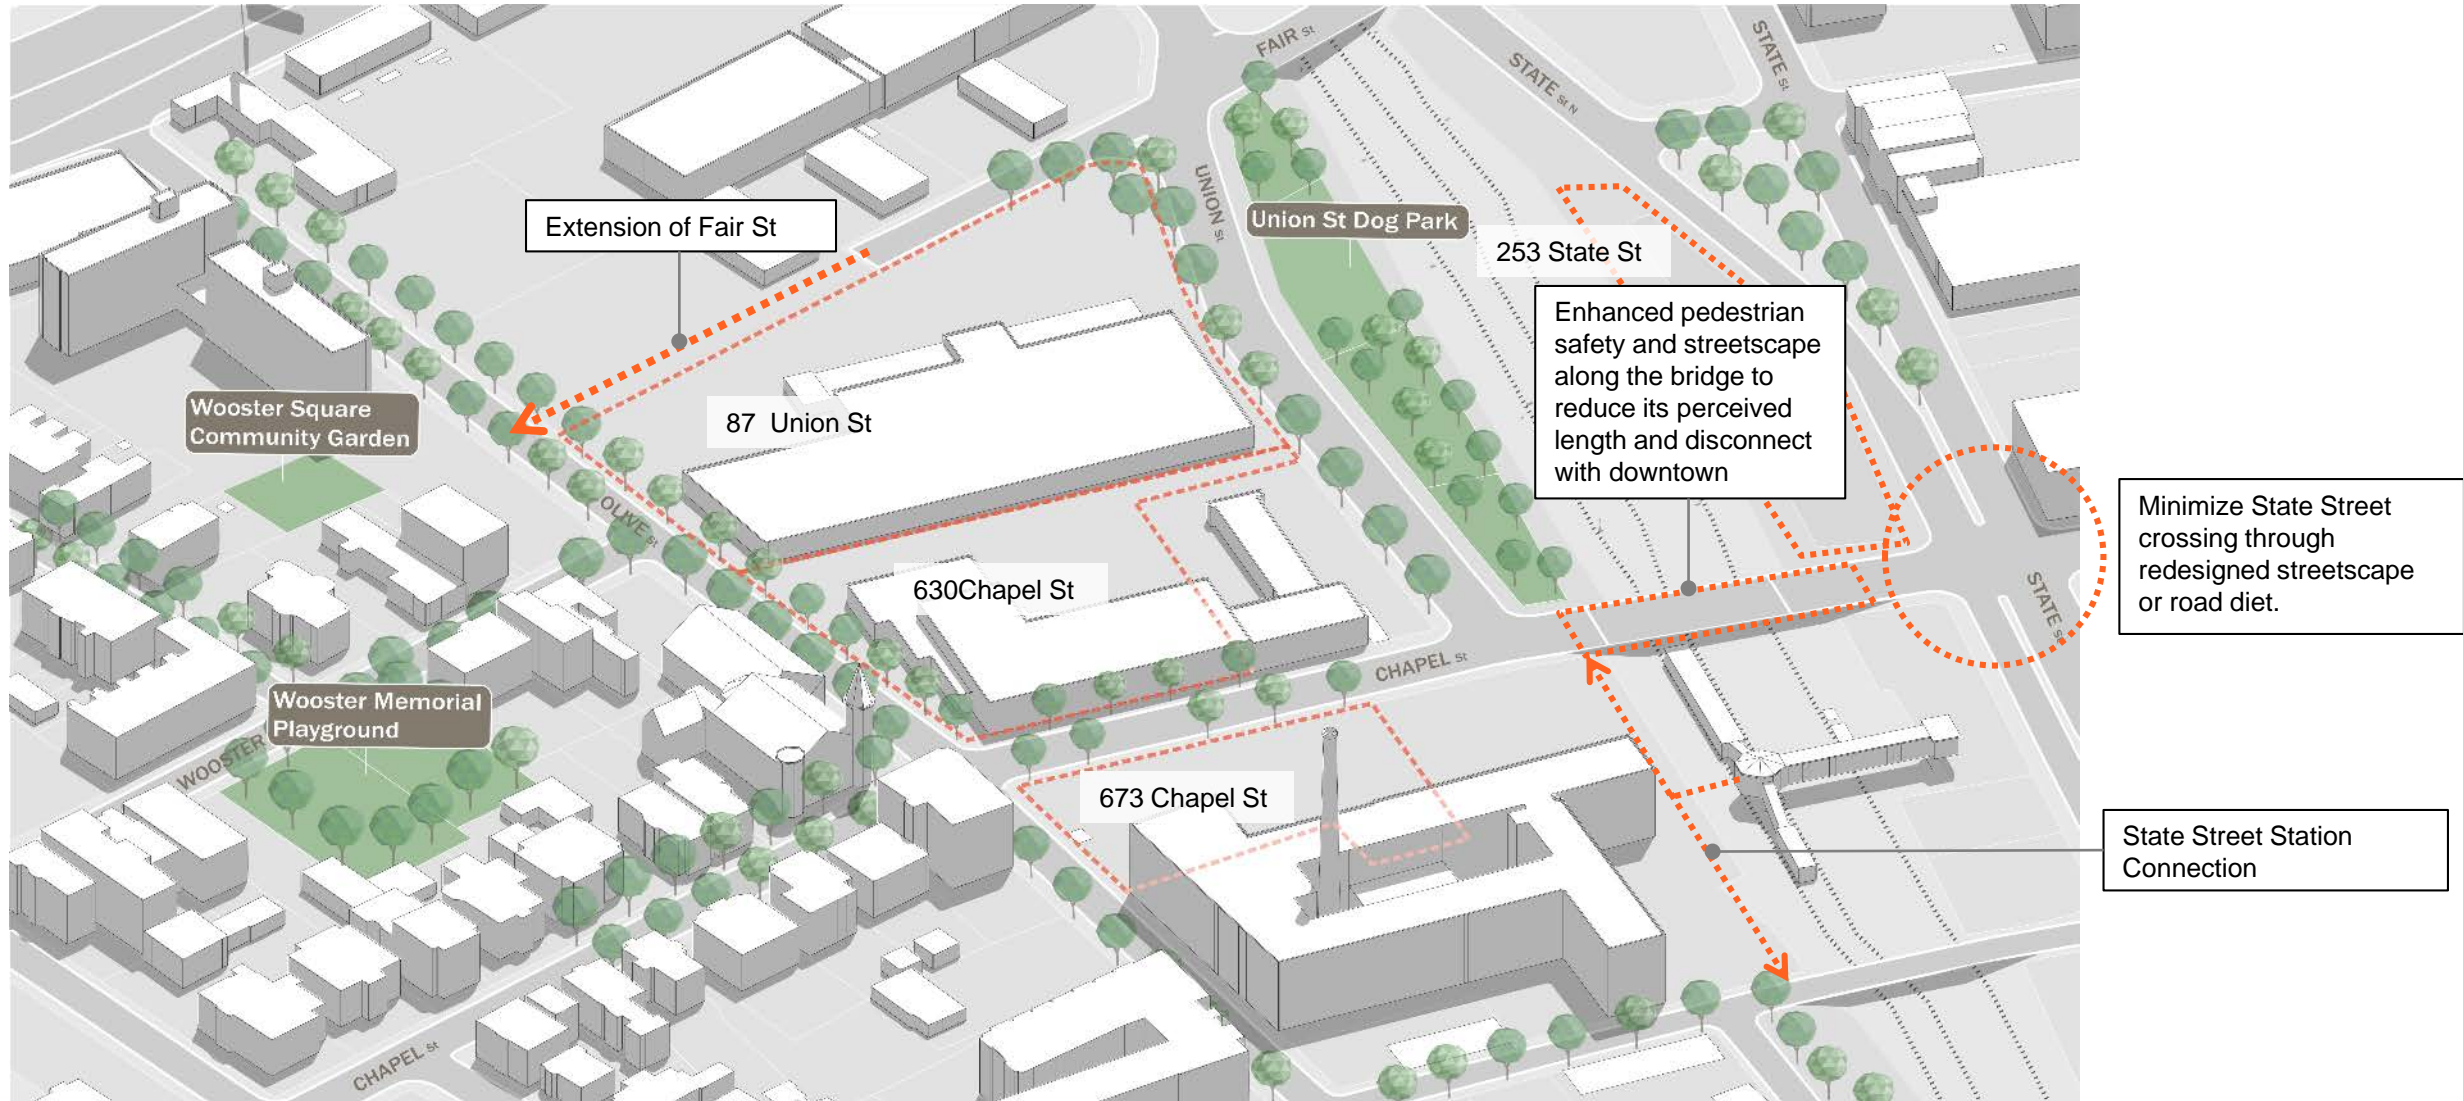 FAIR St
STATE St N
STATE St
UNION St
Extension of Fair St
Union St Dog Park
253 State St
Enhanced pedestrian
safety and streetscape
along the bridge to
reduce its perceived
length and disconnect
with downtown
Wooster Square
Community Garden
87 Union St
OLIVE St
Minimize State Street
crossing through
redesigned streetscape
or road diet.
630Chapel St
STATE St
CHAPEL St
Wooster Memorial
Playground
WOOSTER
673 Chapel St
State Street Station
Connection
CHAPEL St